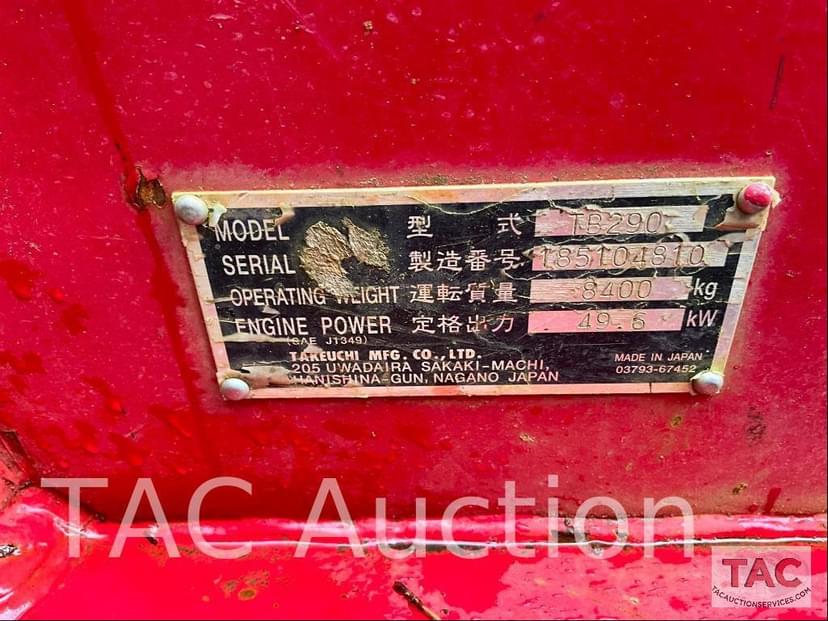 MODEL 型 式 TB290
SERIAL 製造番号 185104810
OPERATING WEIGHT 運転質量 8400 kg
ENGINE POWER 定格出力 49.6 kW
(SAE J1349)
TAKEUCHI MFG. CO., LTD.
205 UWADAIRA SAKAKI-MACHI,
HANISHINA-GUN, NAGANO JAPAN
MADE IN JAPAN
03793-67452
TAC Auction
TAC
TACAUCTIONSERVICES.COM